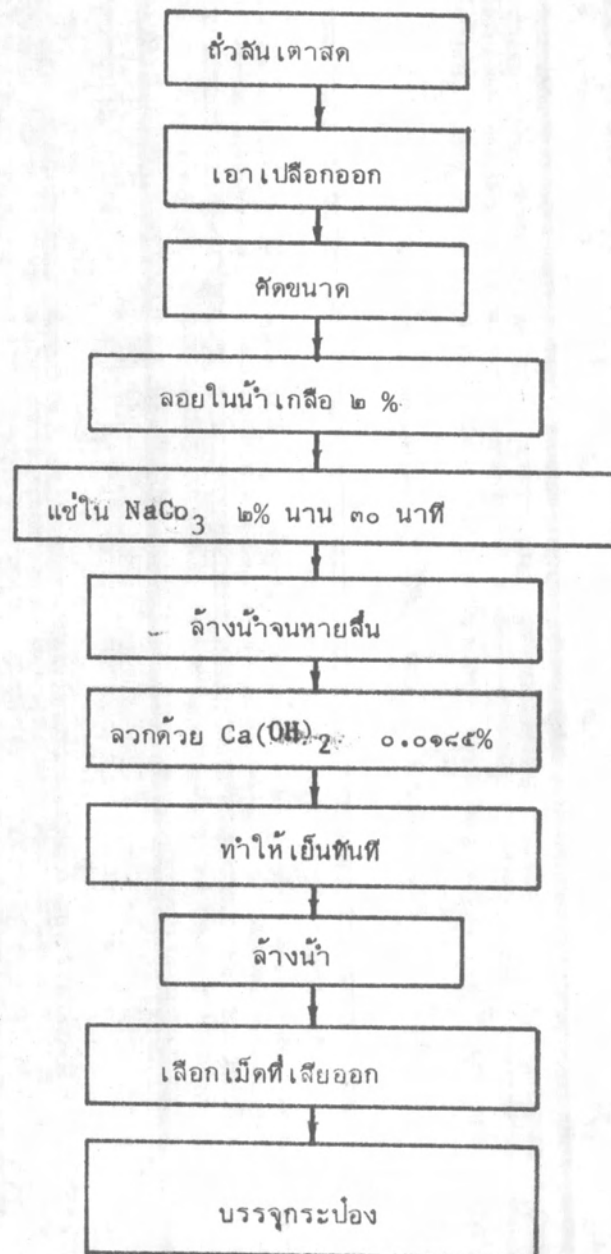 ถั่วลันเตาสด
เอาเปลือกออก
คัดขนาด
ลอยในน้ำเกลือ ๒ %
แช่ใน NaCo3 ๒% นาน ๓๐ นาที
ล้างน้ำจนหายลื่น
ลวกด้วย Ca(OH)2 ๐.๐๑๘๕%
ทำให้เย็นทันที
ล้างน้ำ
เลือกเม็ดที่เสียออก
บรรจุกระป๋อง